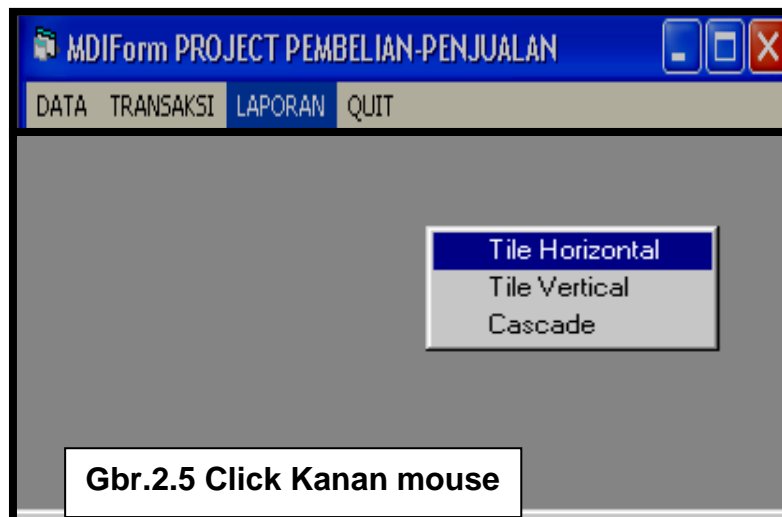 MDIForm PROJECT PEMBELIAN-PENJUALAN
DATA TRANSAKSI LAPORAN QUIT
Tile Horizontal
Tile Vertical
Cascade
Gbr.2.5 Click Kanan mouse